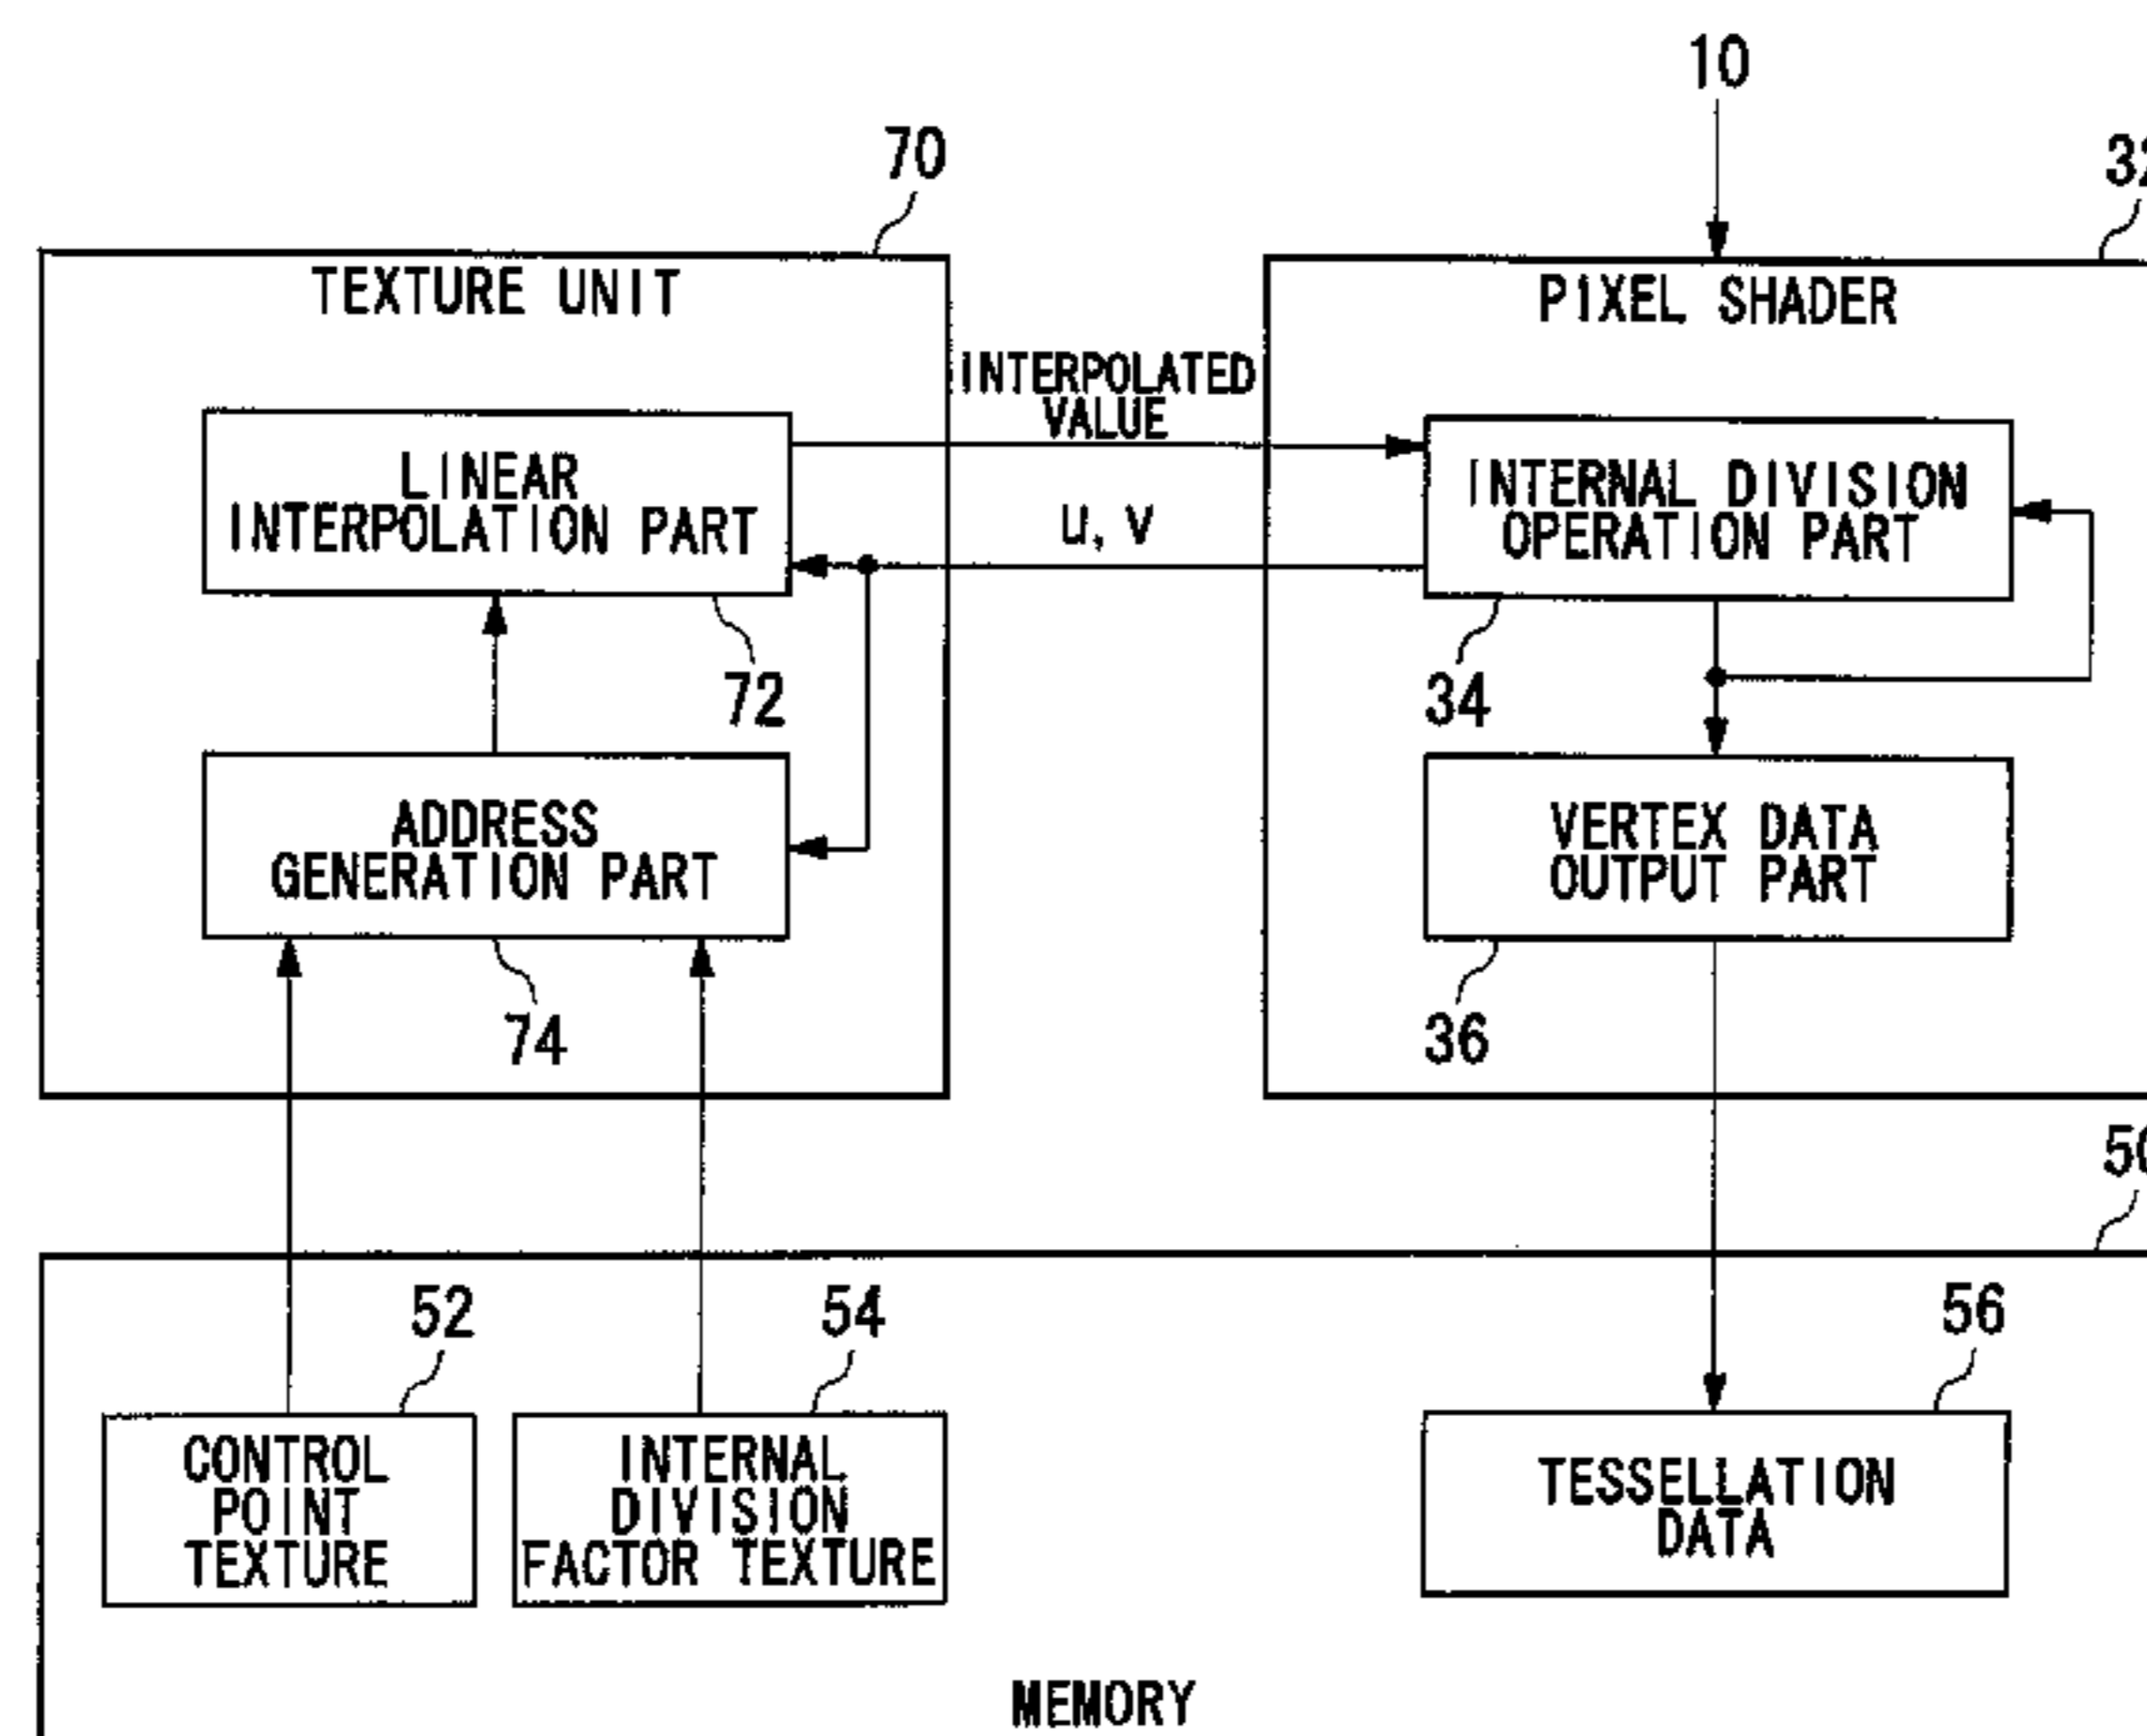 10
70
TEXTURE UNIT
PIXEL SHADER
INTERPOLATED
VALUE
LINEAR
INTERPOLATION PART
u, v
INTERNAL DIVISION
OPERATION PART
72
34
ADDRESS
GENERATION PART
VERTEX DATA
OUTPUT PART
74
36
52
54
56
CONTROL
POINT
TEXTURE
INTERNAL
DIVISION
FACTOR TEXTURE
TESSELLATION
DATA
MEMORY